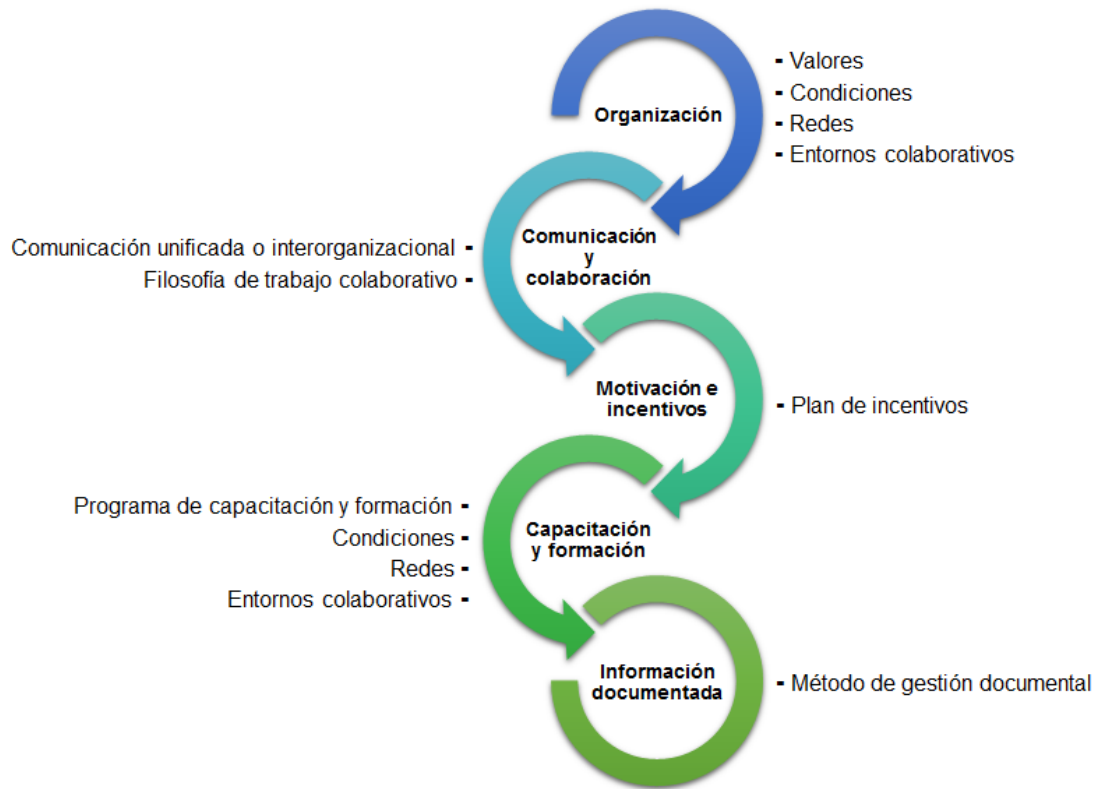 Organización
- Valores
- Condiciones
- Redes
- Entornos colaborativos
Comunicación
y
colaboración
Comunicación unificada o interorganizacional -
Filosofía de trabajo colaborativo -
Motivación e
incentivos
- Plan de incentivos
Capacitación
y formación
Programa de capacitación y formación -
Condiciones -
Redes -
Entornos colaborativos -
Información
documentada
- Método de gestión documental